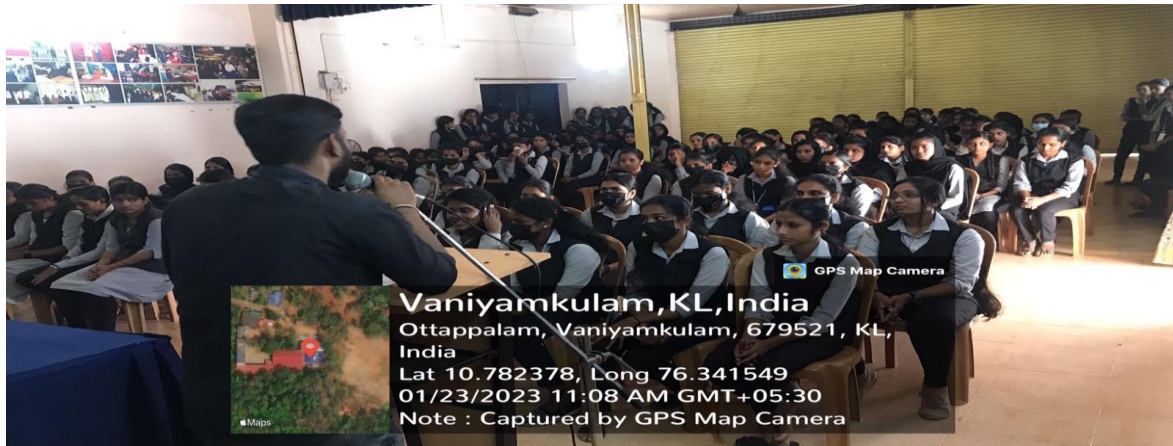 GPS Map Camera
Vaniyamkulam,KL,India
Ottappalam, Vaniyamkulam, 679521, KL,
India
Lat 10.782378, Long 76.341549
01/23/2023 11:08 AM GMT+05:30
Note : Captured by GPS Map Camera
Maps